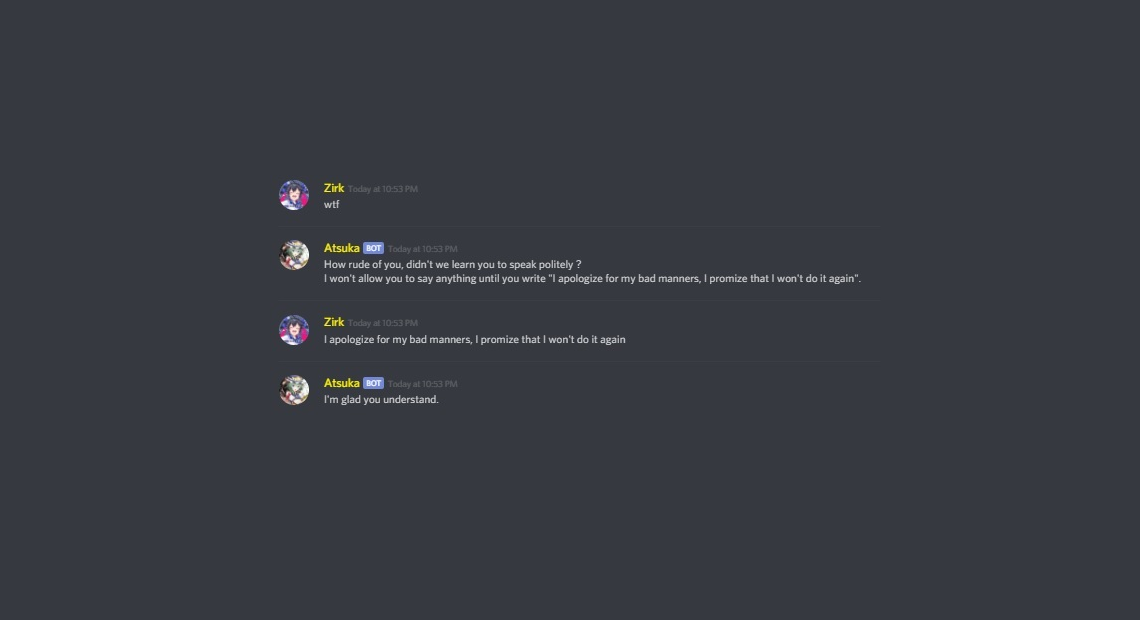 Zirk Today at 10:53 PM
wtf
Atsuka BOT Today at 10:53 PM
How rude of you, didn't we learn you to speak politely ?
I won't allow you to say anything until you write "I apologize for my bad manners, I promize that I won't do it again".
Zirk Today at 10:53 PM
I apologize for my bad manners, I promize that I won't do it again
Atsuka BOT Today at 10:53 PM
I'm glad you understand.